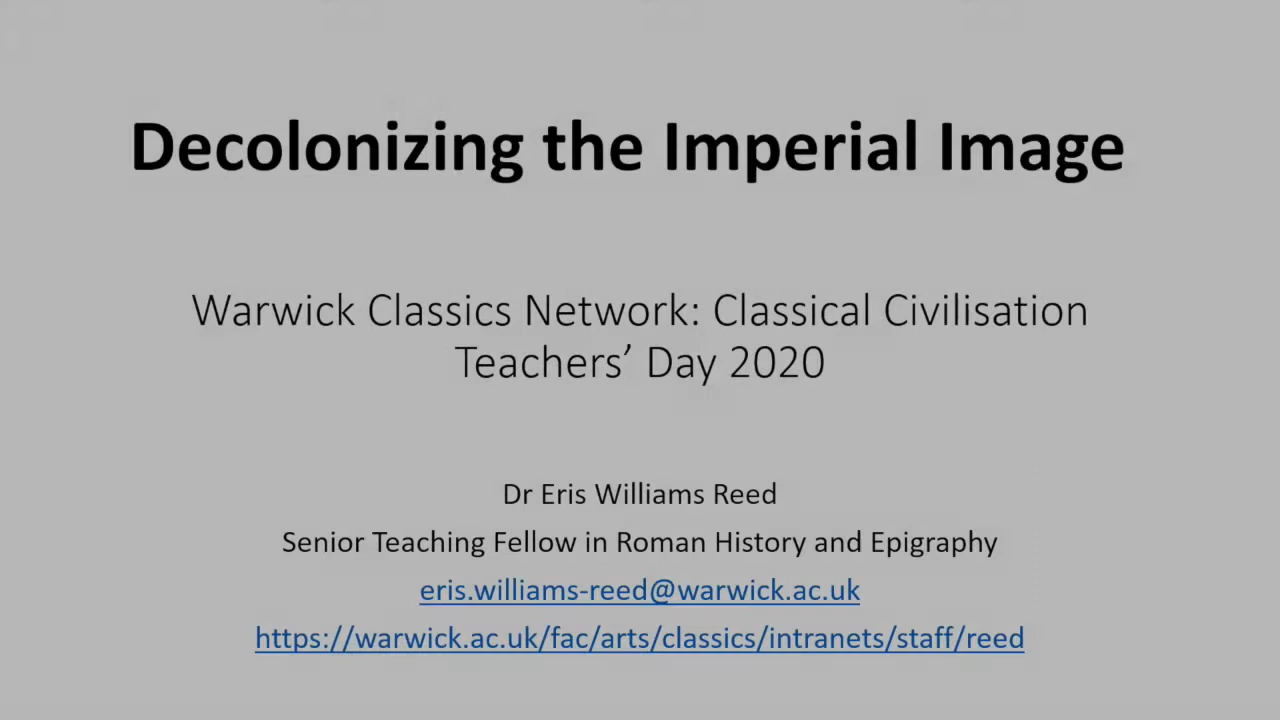 Decolonizing the Imperial Image
Warwick Classics Network: Classical Civilisation
Teachers’ Day 2020
Dr Eris Williams Reed
Senior Teaching Fellow in Roman History and Epigraphy
eris.williams-reed@warwick.ac.uk
https://warwick.ac.uk/fac/arts/classics/intranets/staff/reed